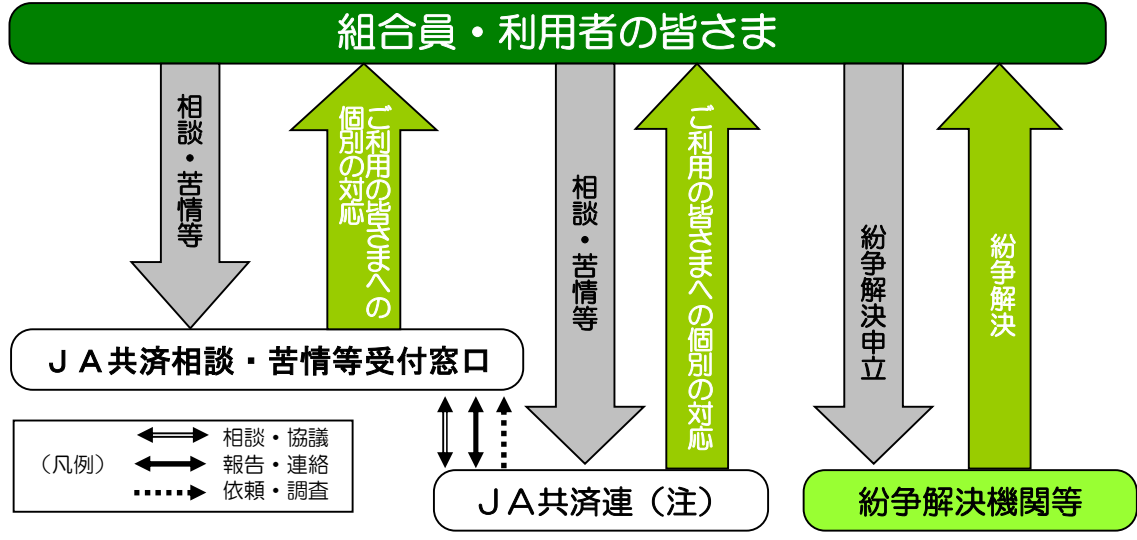 組合員・利用者の皆さま
相談・苦情等
ご利用の皆さまへの
個別の対応
相談・苦情等
ご利用の皆さまへの個別の対応
紛争解決申立
紛争解決
ＪＡ共済相談・苦情等受付窓口
（凡例）
相談・協議
報告・連絡
依頼・調査
ＪＡ共済連（注）
紛争解決機関等